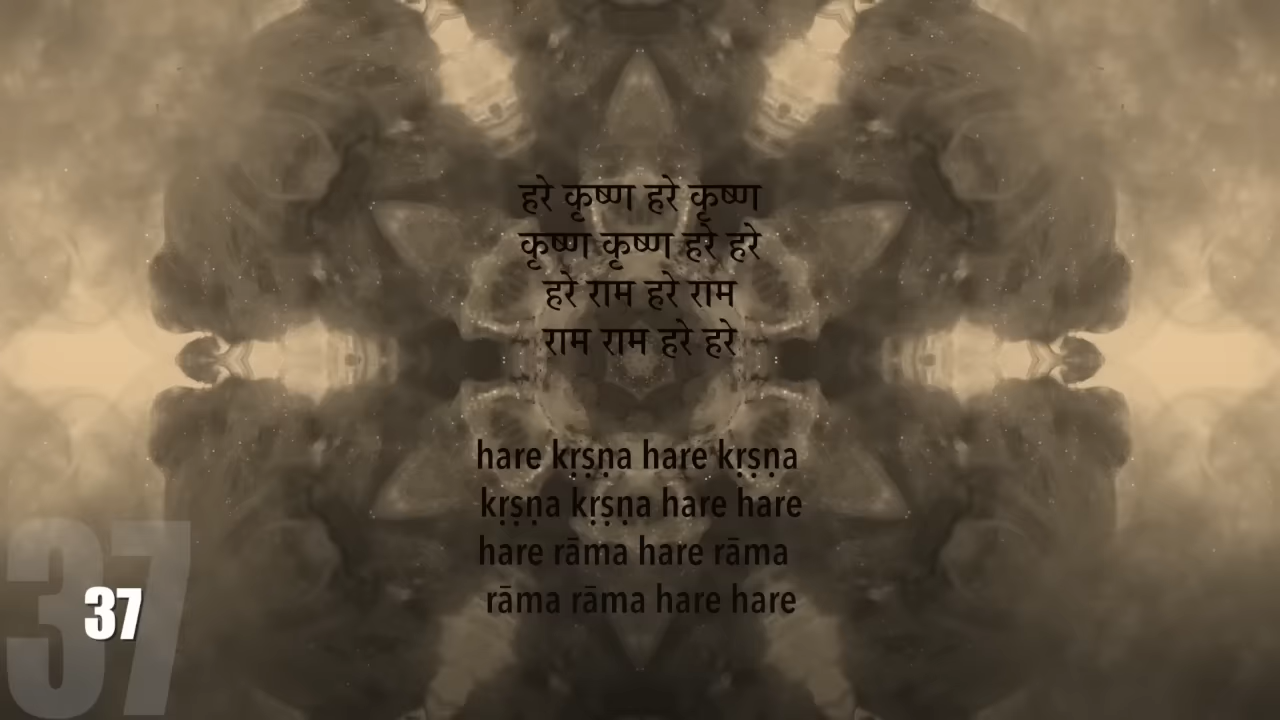 हरे कृष्ण हरे कृष्ण
कृष्ण कृष्ण हरे हरे
हरे राम हरे राम
राम राम हरे हरे
hare kṛṣṇa hare kṛṣṇa
kṛṣṇa kṛṣṇa hare hare
hare rāma hare rāma
rāma rāma hare hare
37
37